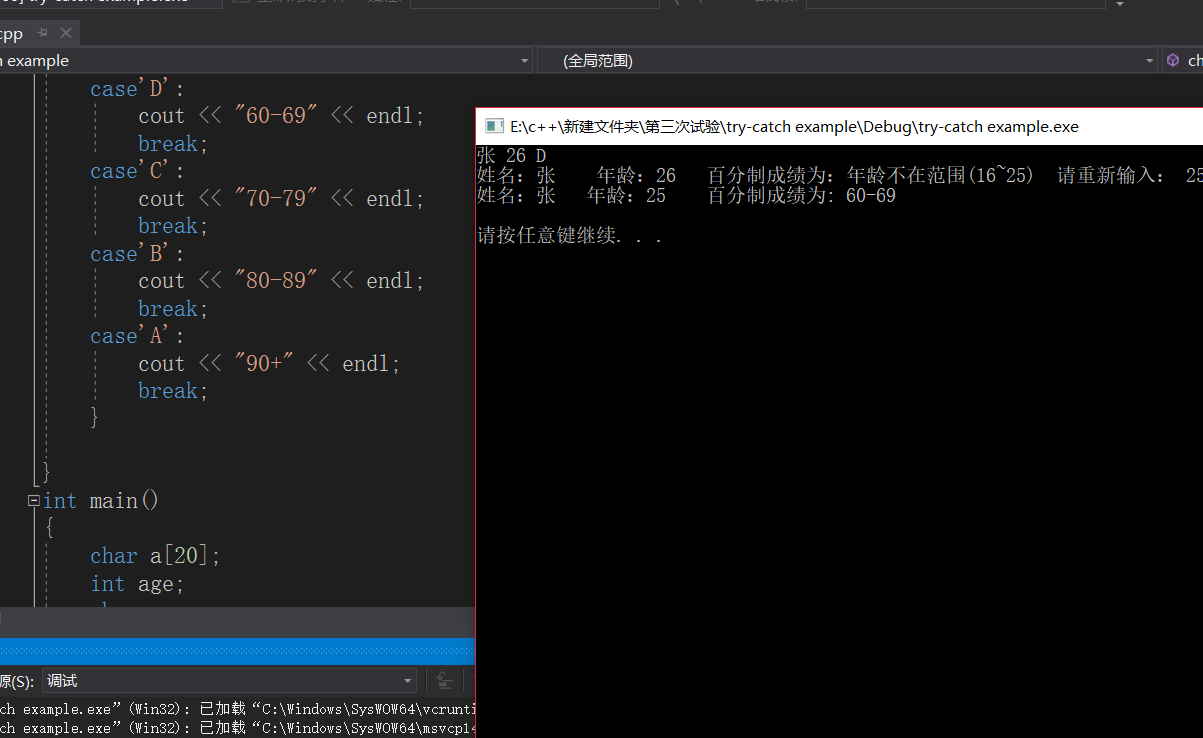 try-catch example.exe
cpp
h example
(全局范围)
ch
case'D':
cout << "60-69" << endl;
break;
case'C':
cout << "70-79" << endl;
break;
case'B':
cout << "80-89" << endl;
break;
case'A':
cout << "90+" << endl;
break;
}
}
int main()
{
char a[20];
int age;
E:\c++\新建文件夹\第三次试验\try-catch example\Debug\try-catch example.exe
张 26 D
姓名：张 年龄：26 百分制成绩为：年龄不在范围(16~25) 请重新输入： 25
姓名：张 年龄：25 百分制成绩为：60-69
请按任意键继续. . .
源(S):
调试
ch example.exe” (Win32): 已加载 “C:\Windows\SysWOW64\vcrunti
ch example.exe” (Win32): 已加载 “C:\Windows\SysWOW64\msvcp14